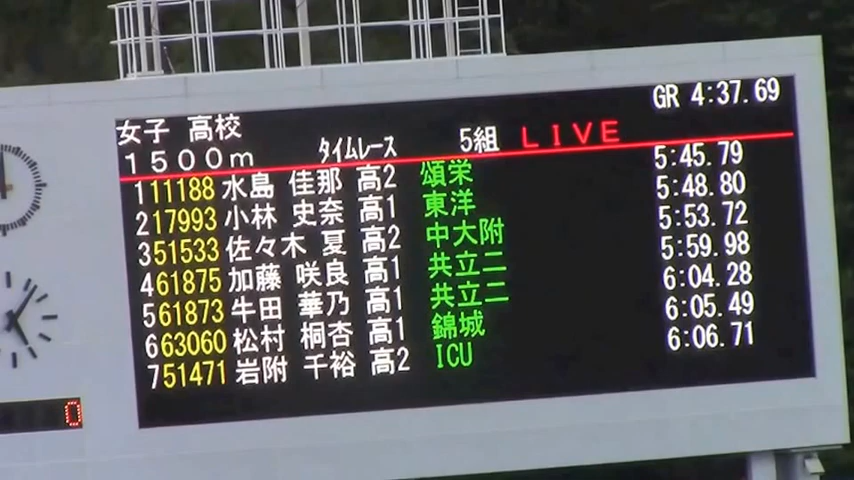 GR 4:37.69
女子 高校
1500m タイムレース 5組 LIVE
1 11188 水島 佳那 高2 頌栄 5:45.79
2 17993 小林 史奈 高1 東洋 5:48.80
3 51533 佐々木 夏 高2 中大附 5:53.72
4 61875 加藤 咲良 高1 共立二 5:59.98
5 61873 牛田 華乃 高1 共立二 6:04.28
6 63060 松村 桐杏 高1 錦城 6:05.49
7 51471 岩附 千裕 高2 ICU 6:06.71
0